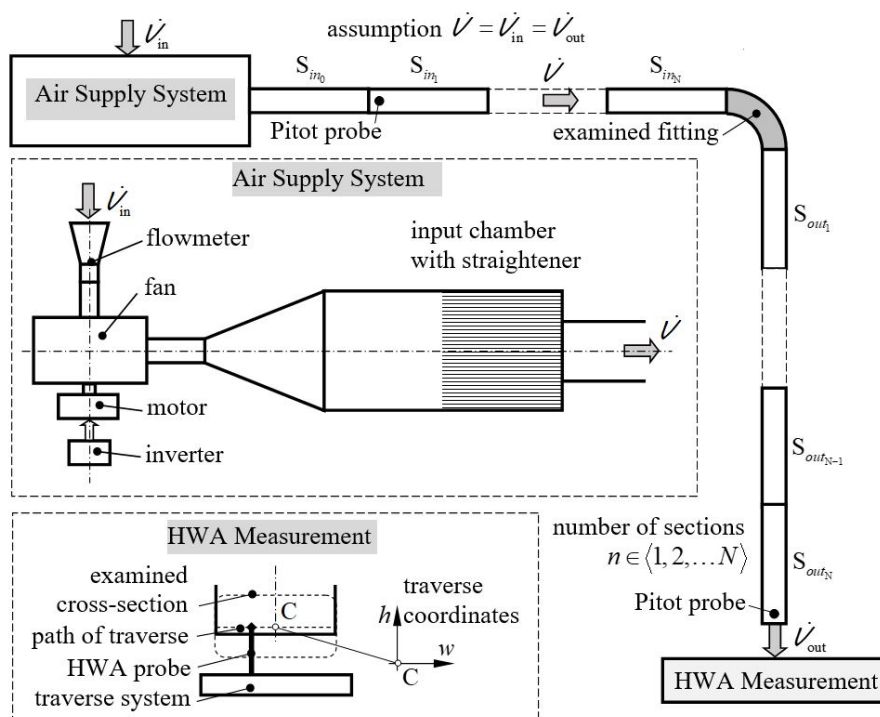 V̇in
assumption V̇ = V̇in = V̇out
Air Supply System
Sin0
Sin1
V̇
SinN
Pitot probe
examined fitting
Air Supply System
V̇in
flowmeter
fan
input chamber
with straightener
V̇
motor
inverter
Sout1
SoutN−1
SoutN
number of sections
n ∈ ⟨1, 2, … N⟩
Pitot probe
V̇out
HWA Measurement
HWA Measurement
examined
cross-section
path of traverse
HWA probe
traverse system
C
traverse
coordinates
h
w
C